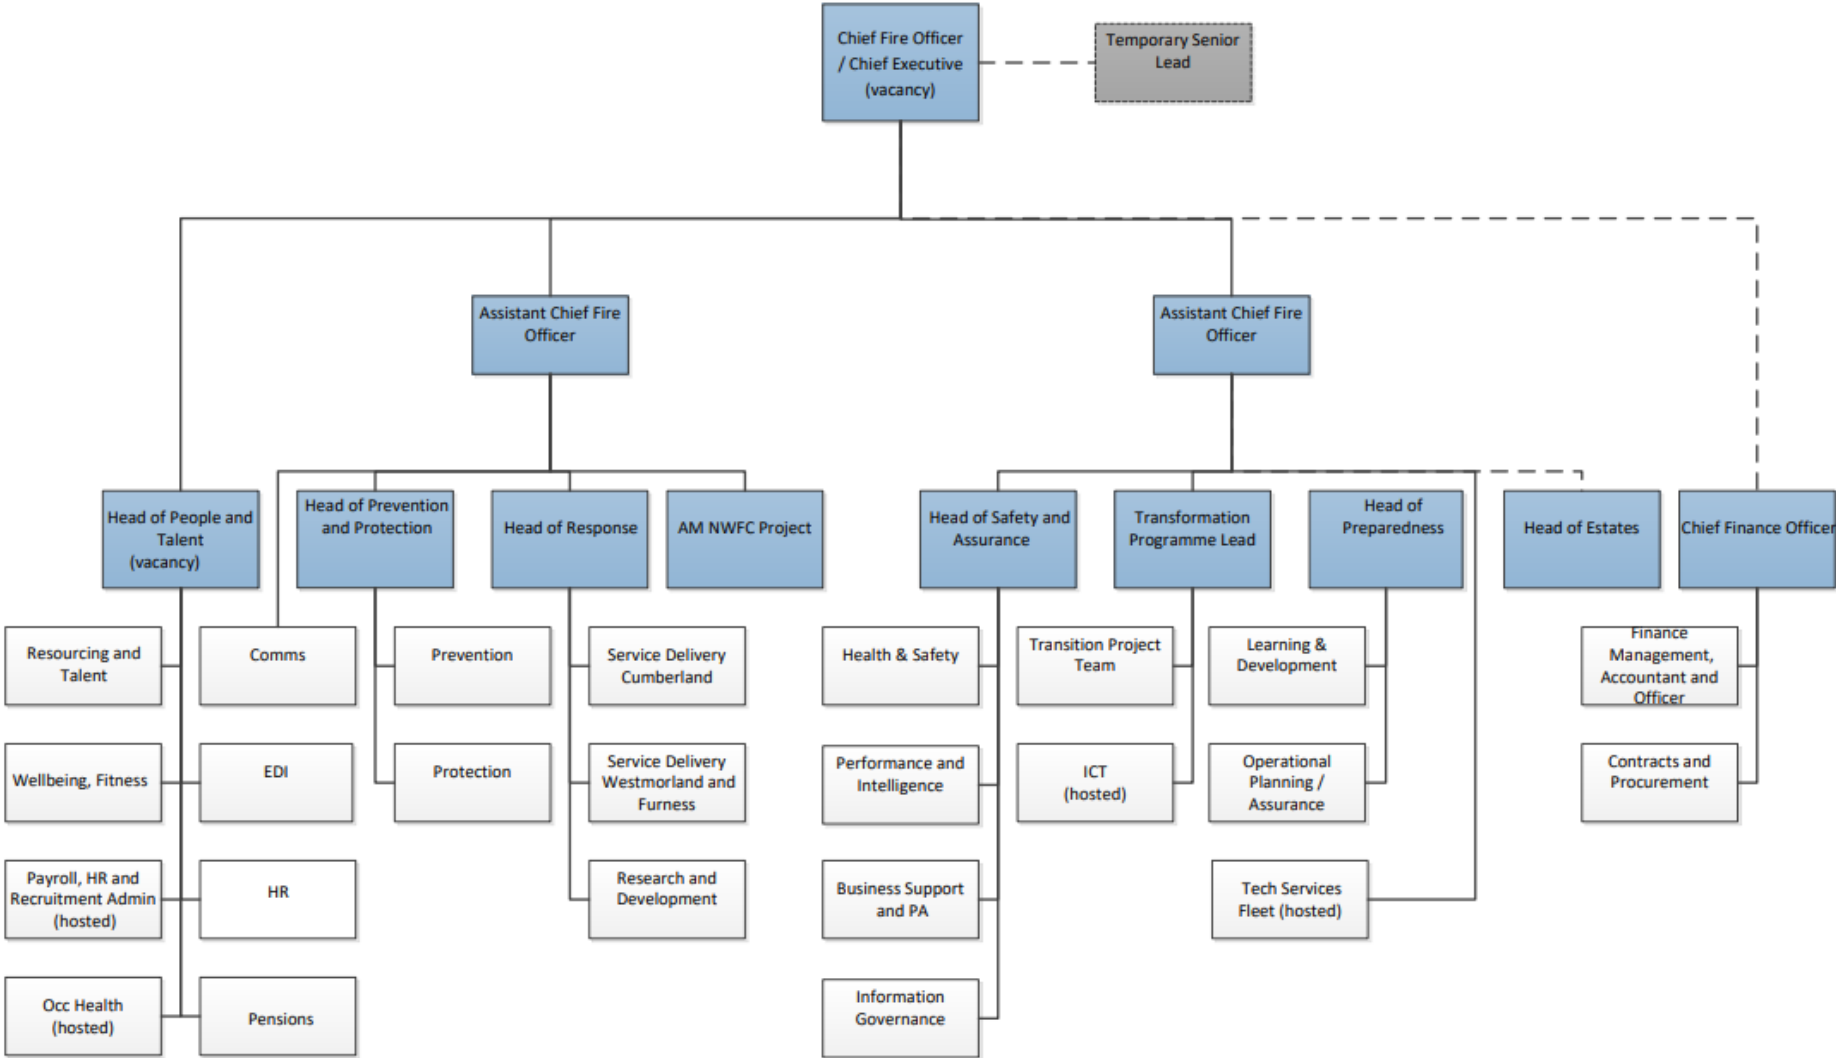 Chief Fire Officer
/ Chief Executive
(vacancy)
Temporary Senior
Lead
Assistant Chief Fire
Officer
Assistant Chief Fire
Officer
Head of People and
Talent
(vacancy)
Head of Prevention
and Protection
Head of Response
AM NWFC Project
Head of Safety and
Assurance
Transformation
Programme Lead
Head of
Preparedness
Head of Estates
Chief Finance Officer
Resourcing and
Talent
Comms
Prevention
Service Delivery
Cumberland
Health & Safety
Transition Project
Team
Learning &
Development
Finance
Management,
Accountant and
Officer
Wellbeing, Fitness
EDI
Protection
Service Delivery
Westmorland and
Furness
Performance and
Intelligence
ICT
(hosted)
Operational
Planning /
Assurance
Contracts and
Procurement
Payroll, HR and
Recruitment Admin
(hosted)
HR
Research and
Development
Business Support
and PA
Tech Services
Fleet (hosted)
Occ Health
(hosted)
Pensions
Information
Governance